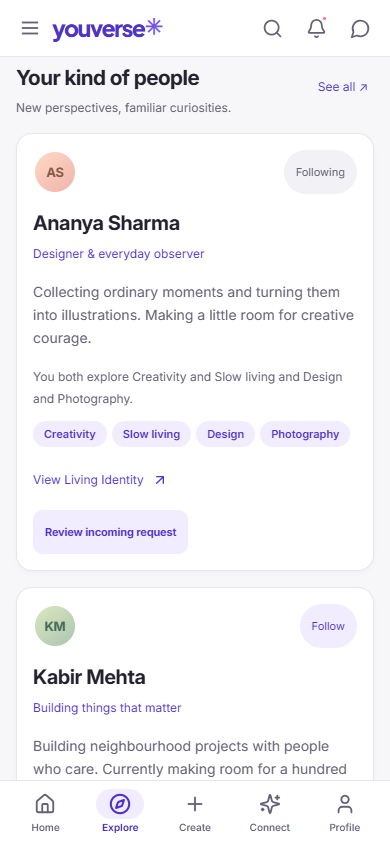 youverse
Your kind of people
See all
New perspectives, familiar curiosities.
AS
Following
Ananya Sharma
Designer & everyday observer
Collecting ordinary moments and turning them
into illustrations. Making a little room for creative
courage.
You both explore Creativity and Slow living and Design
and Photography.
Creativity
Slow living
Design
Photography
View Living Identity
Review incoming request
KM
Follow
Kabir Mehta
Building things that matter
Building neighbourhood projects with people
who care. Currently making room for a hundred
Home
Explore
Create
Connect
Profile